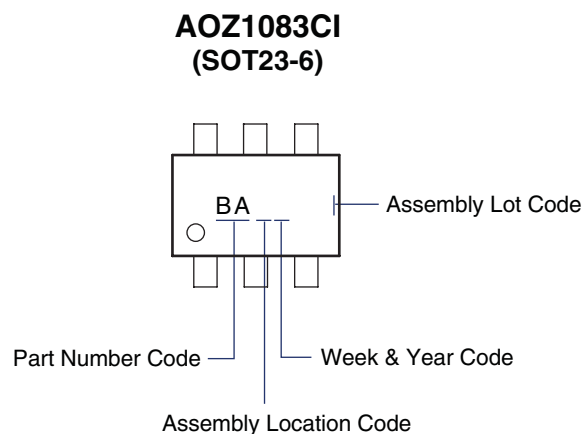 AOZ1083CI
(SOT23-6)
BA
Assembly Lot Code
Part Number Code
Week & Year Code
Assembly Location Code